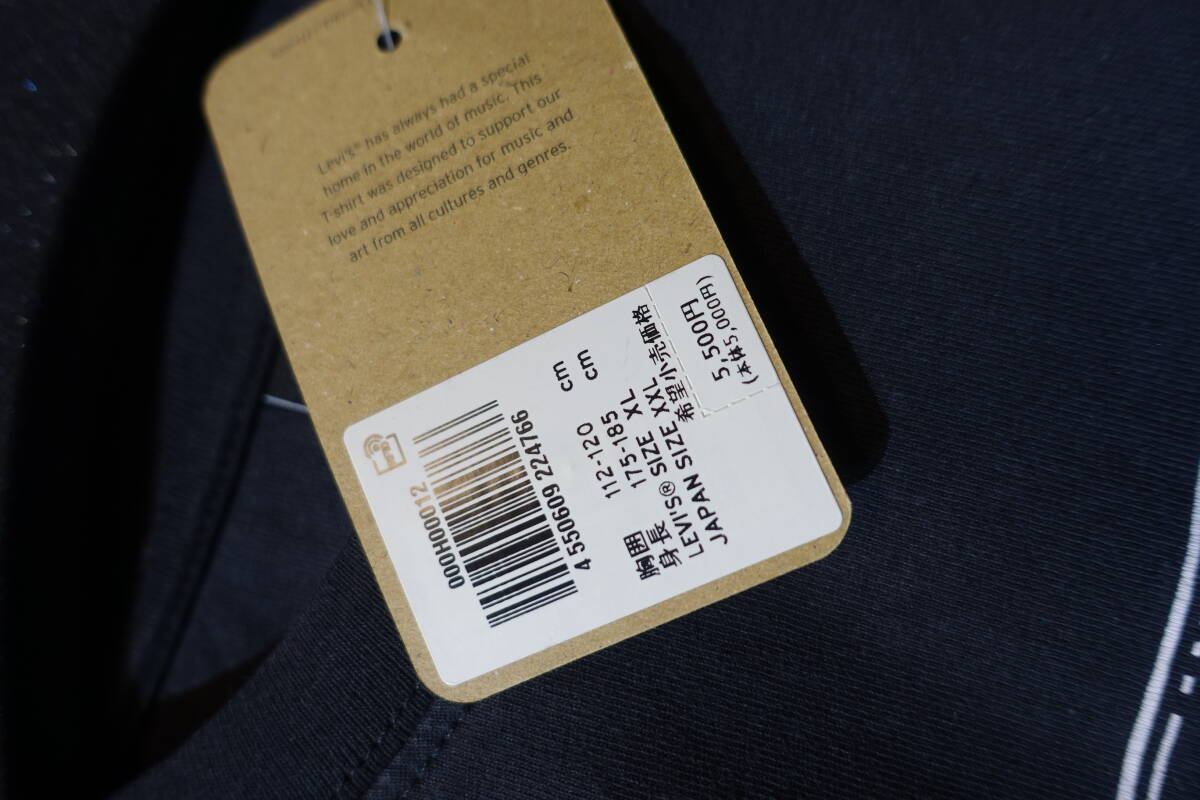 Levi's® has always had a special
home in the world of music. This
T-shirt was designed to support our
love and appreciation for music and
art from all cultures and genres.
000H00012
4 550609 224766
胸囲 112-120 cm
身長 175-185 cm
LEVI'S® SIZE XL
JAPAN SIZE XXL
希望小売価格
5,500円
(本体5,000円)